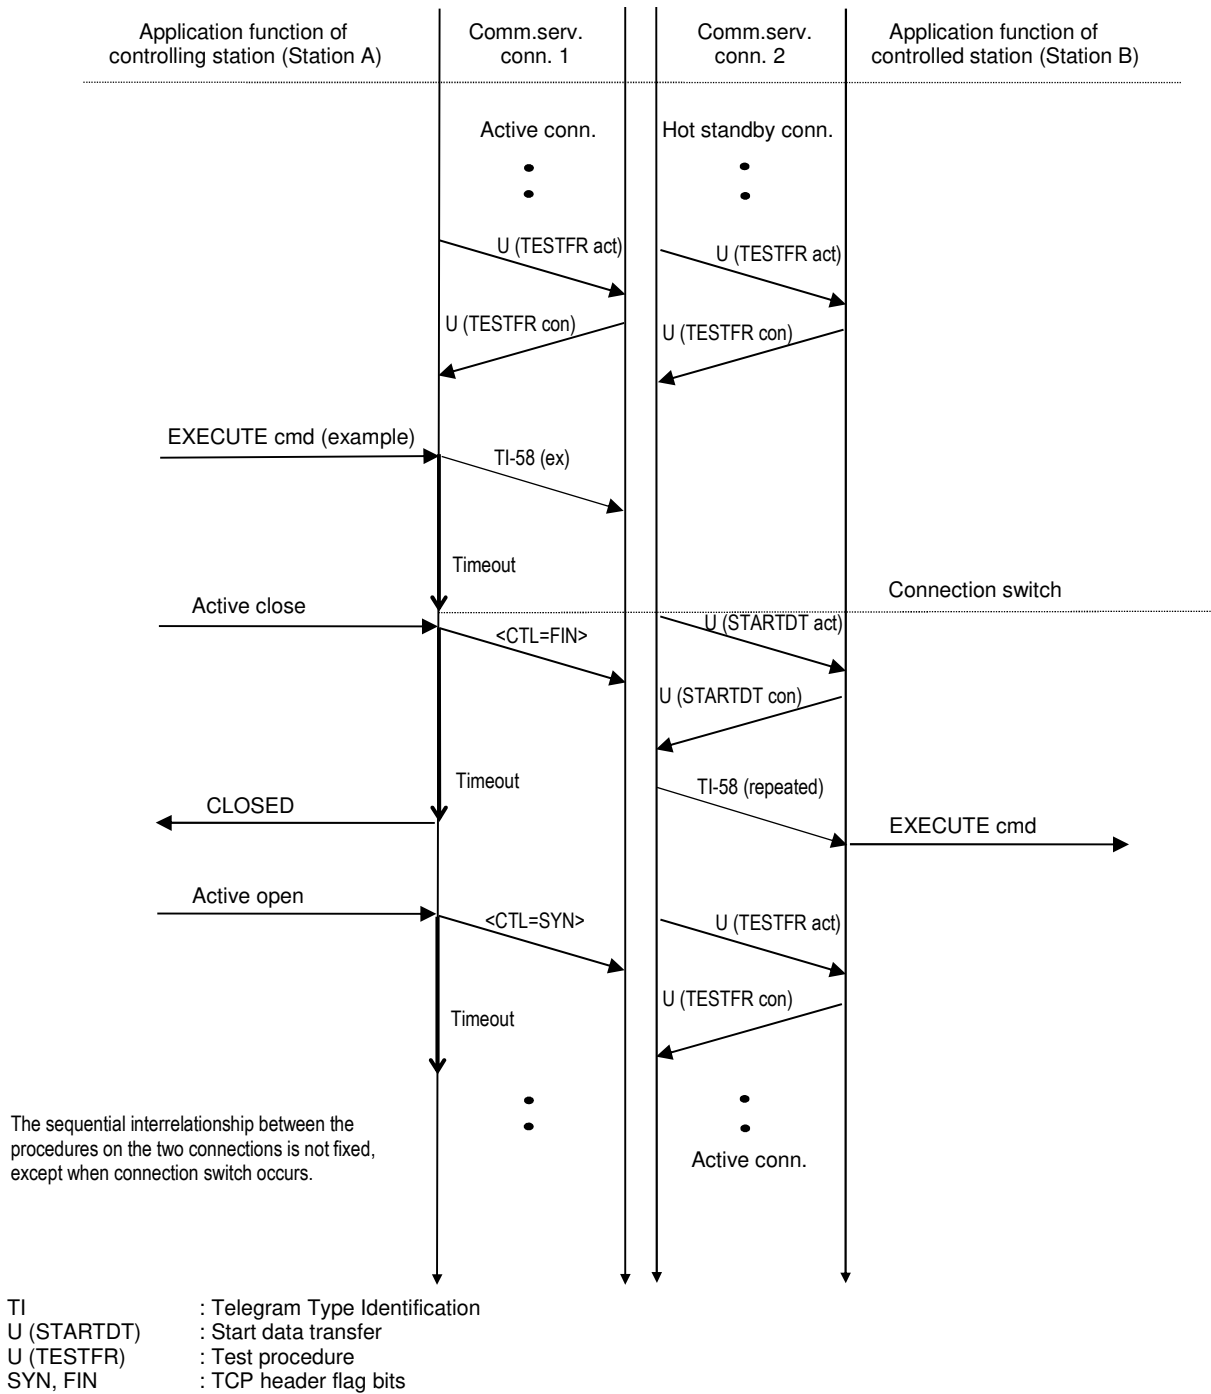 Application function of
controlling station (Station A)
Comm.serv.
conn. 1
Comm.serv.
conn. 2
Application function of
controlled station (Station B)
Active conn.
Hot standby conn.
U (TESTFR act)
U (TESTFR act)
U (TESTFR con)
U (TESTFR con)
EXECUTE cmd (example)
TI-58 (ex)
Timeout
Connection switch
Active close
<CTL=FIN>
U (STARTDT act)
U (STARTDT con)
Timeout
TI-58 (repeated)
CLOSED
EXECUTE cmd
Active open
<CTL=SYN>
U (TESTFR act)
U (TESTFR con)
Timeout
The sequential interrelationship between the
procedures on the two connections is not fixed,
except when connection switch occurs.
Active conn.
TI : Telegram Type Identification
U (STARTDT) : Start data transfer
U (TESTFR) : Test procedure
SYN, FIN : TCP header flag bits